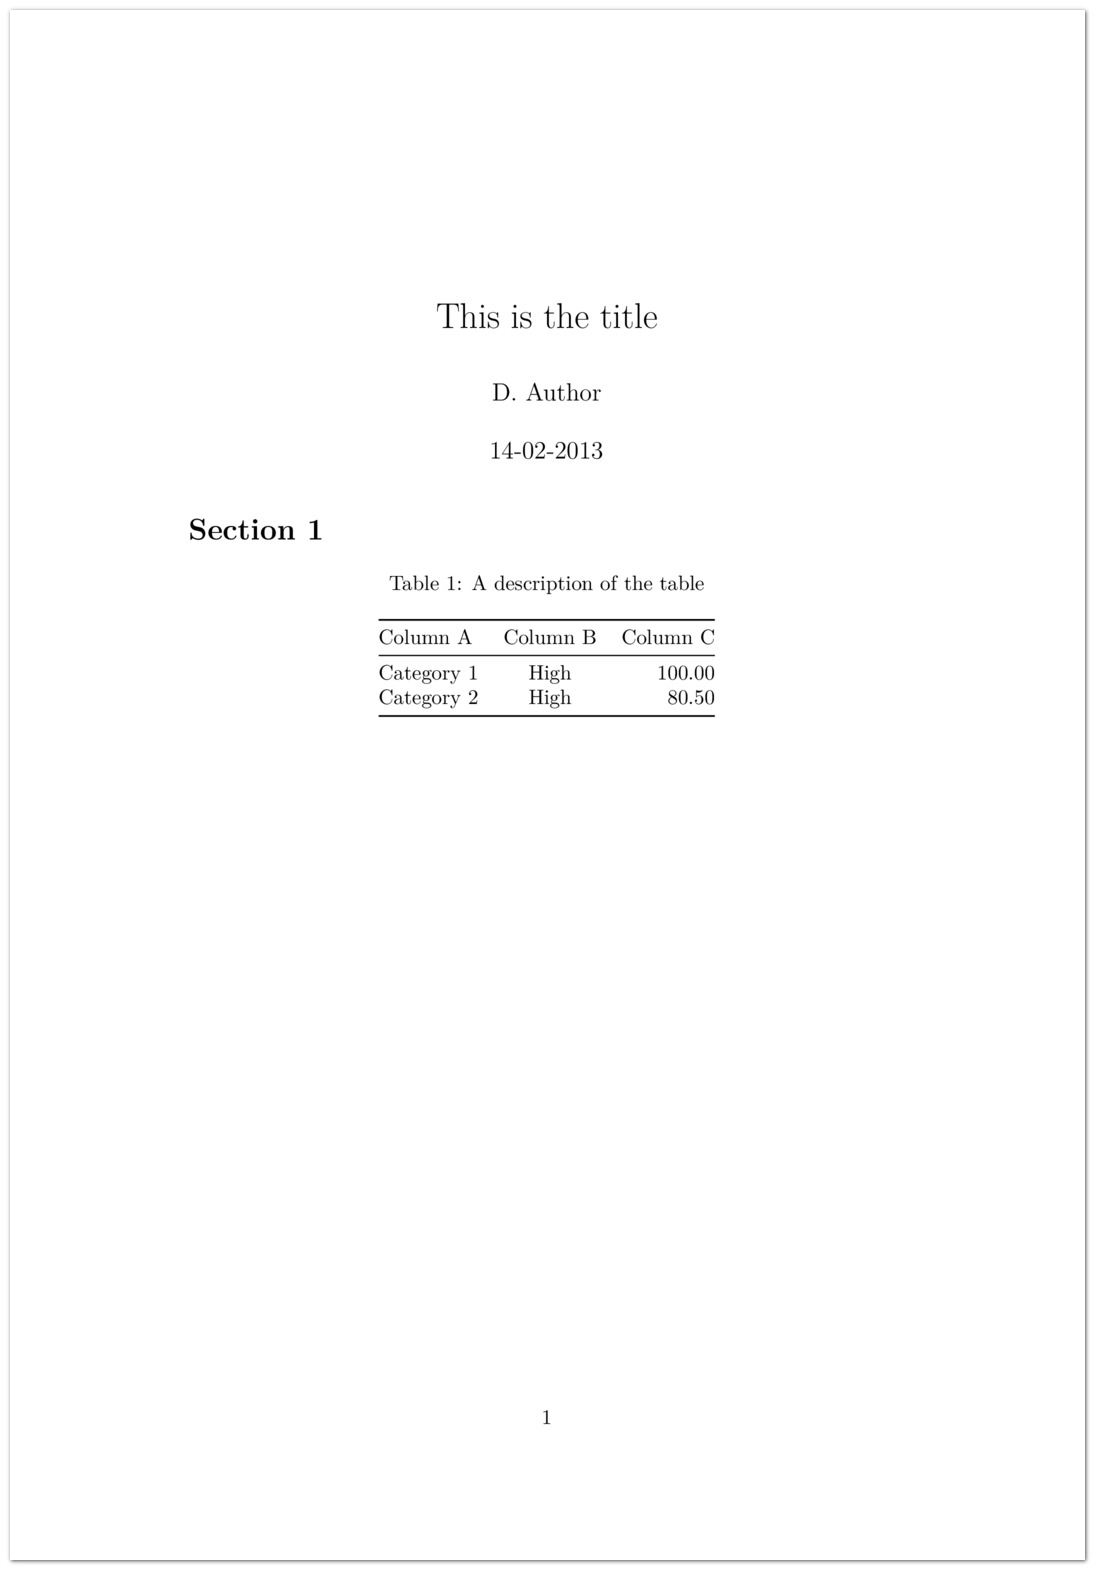 This is the title
D. Author
14-02-2013
Section 1
Table 1: A description of the table
Column A Column B Column C
Category 1 High 100.00
Category 2 High 80.50
1